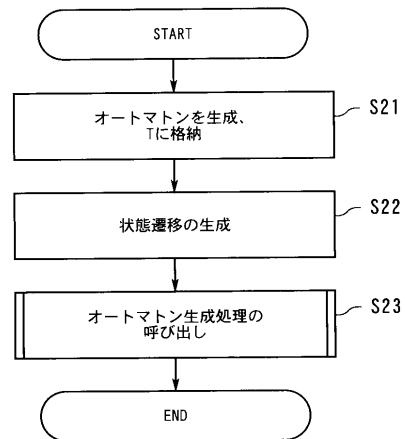 START
オートマトンを生成、
Tに格納
S21
状態遷移の生成
S22
オートマトン生成処理の
呼び出し
S23
END